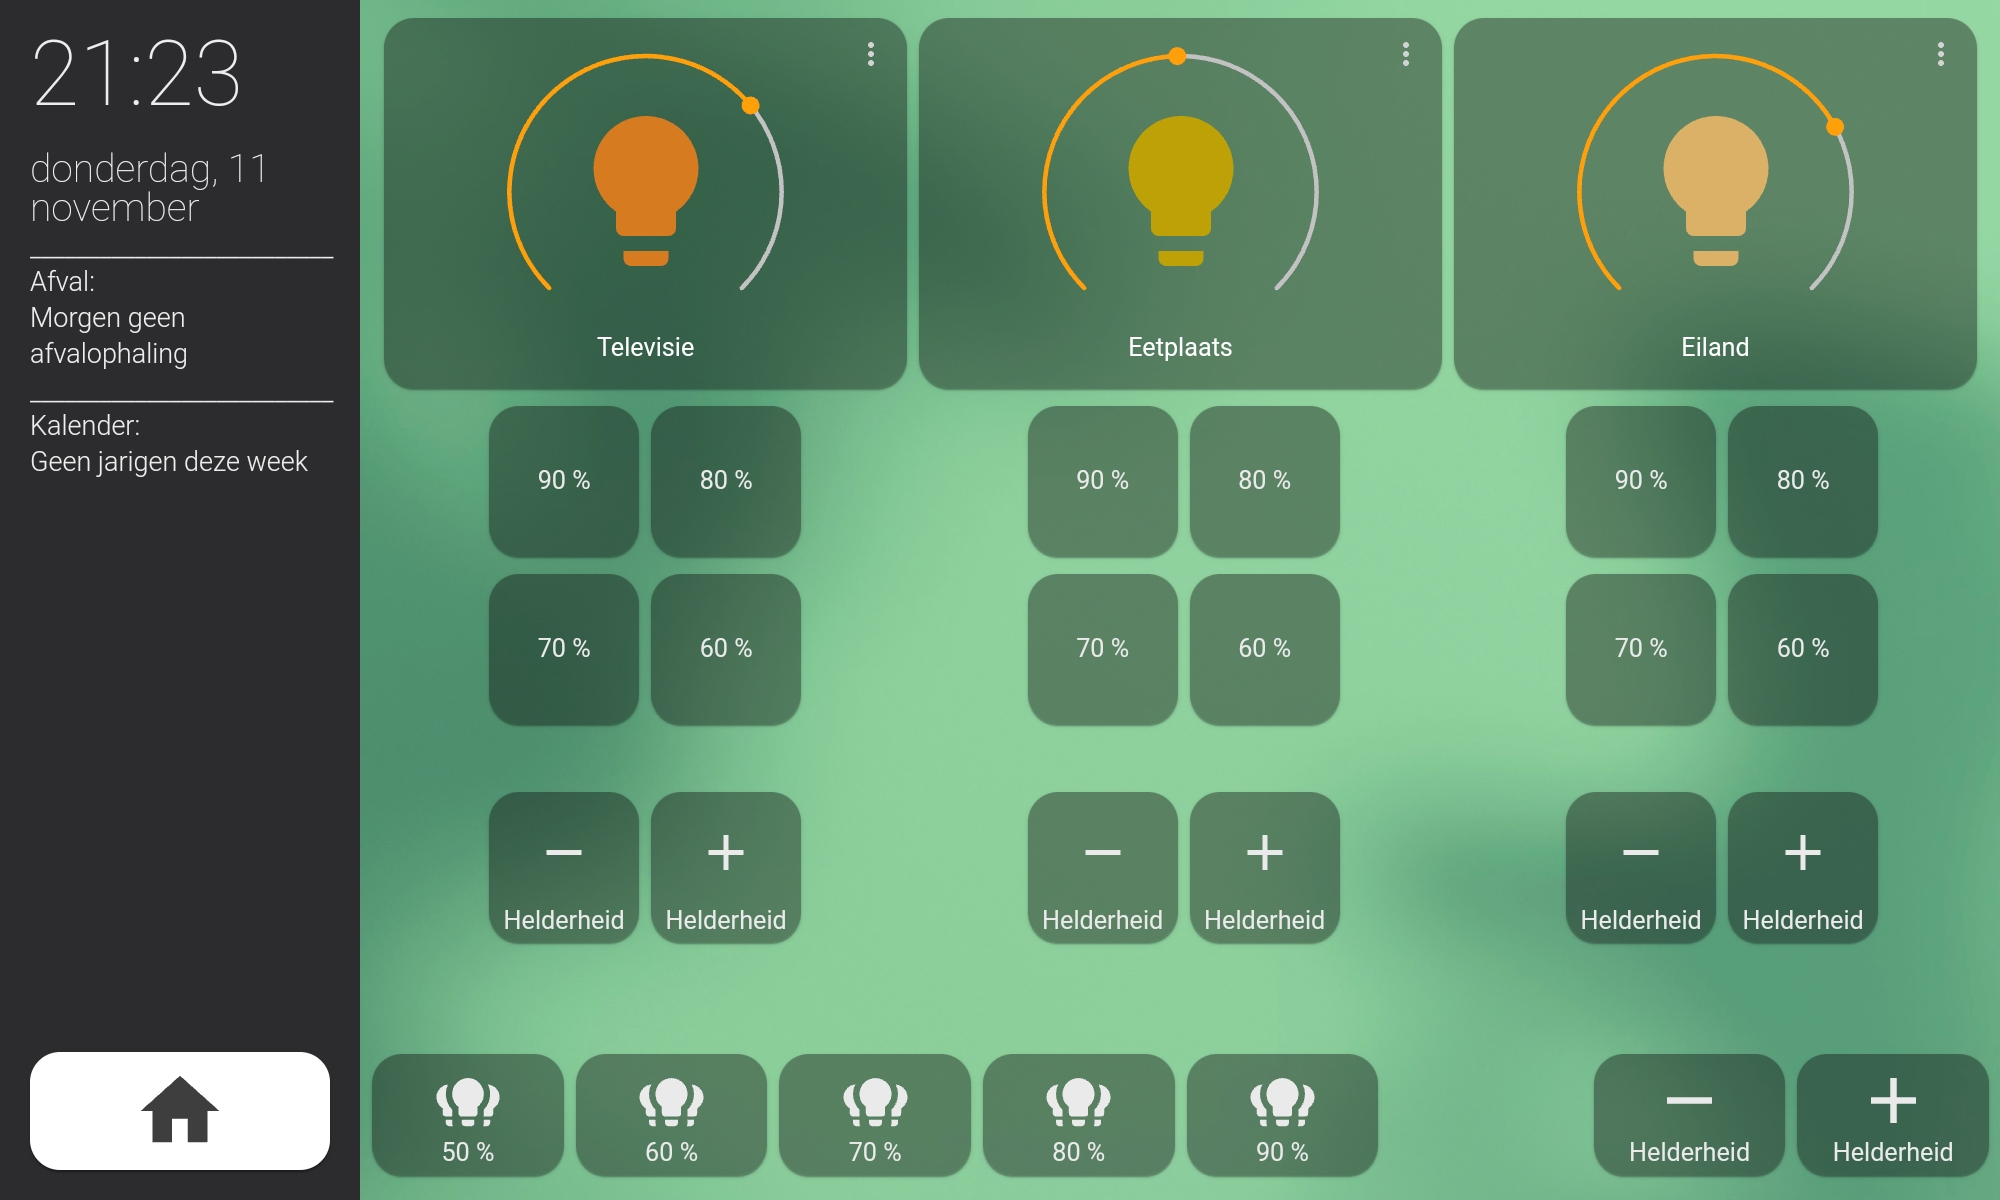 21:23
donderdag, 11
november
Afval:
Morgen geen
afvalophaling
Kalender:
Geen jarigen deze week
Televisie
Eetplaats
Eiland
90 %
80 %
90 %
80 %
90 %
80 %
70 %
60 %
70 %
60 %
70 %
60 %
Helderheid
Helderheid
Helderheid
Helderheid
Helderheid
Helderheid
50 %
60 %
70 %
80 %
90 %
Helderheid
Helderheid